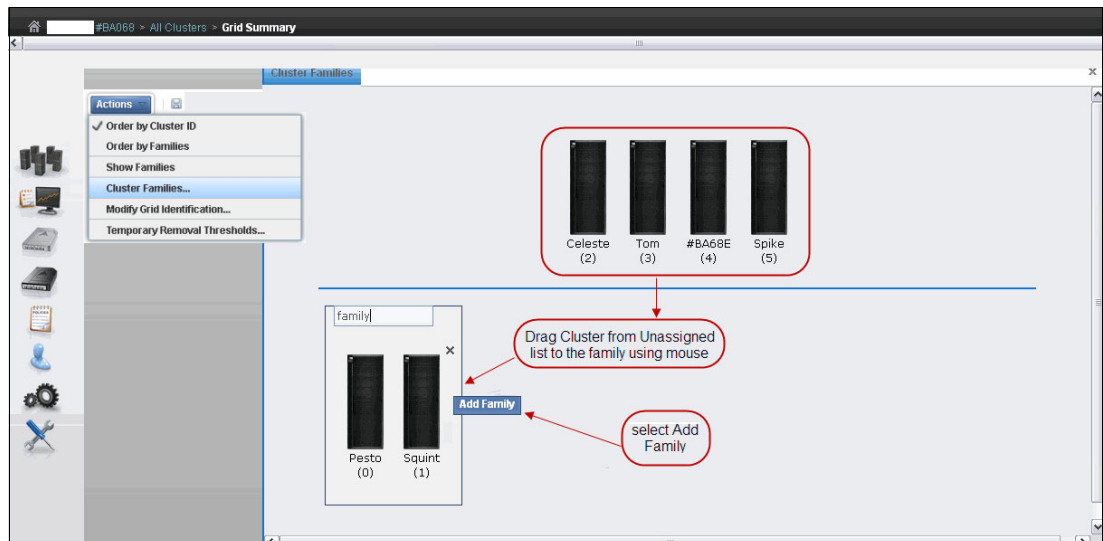 #BA068 > All Clusters > Grid Summary
Cluster Families
Actions
Order by Cluster ID
Order by Families
Show Families
Cluster Families...
Modify Grid Identification...
Temporary Removal Thresholds...
Celeste
(2)
Tom
(3)
#BA68E
(4)
Spike
(5)
family
Drag Cluster from Unassigned
list to the family using mouse
Add Family
select Add
Family
Pesto
(0)
Squint
(1)